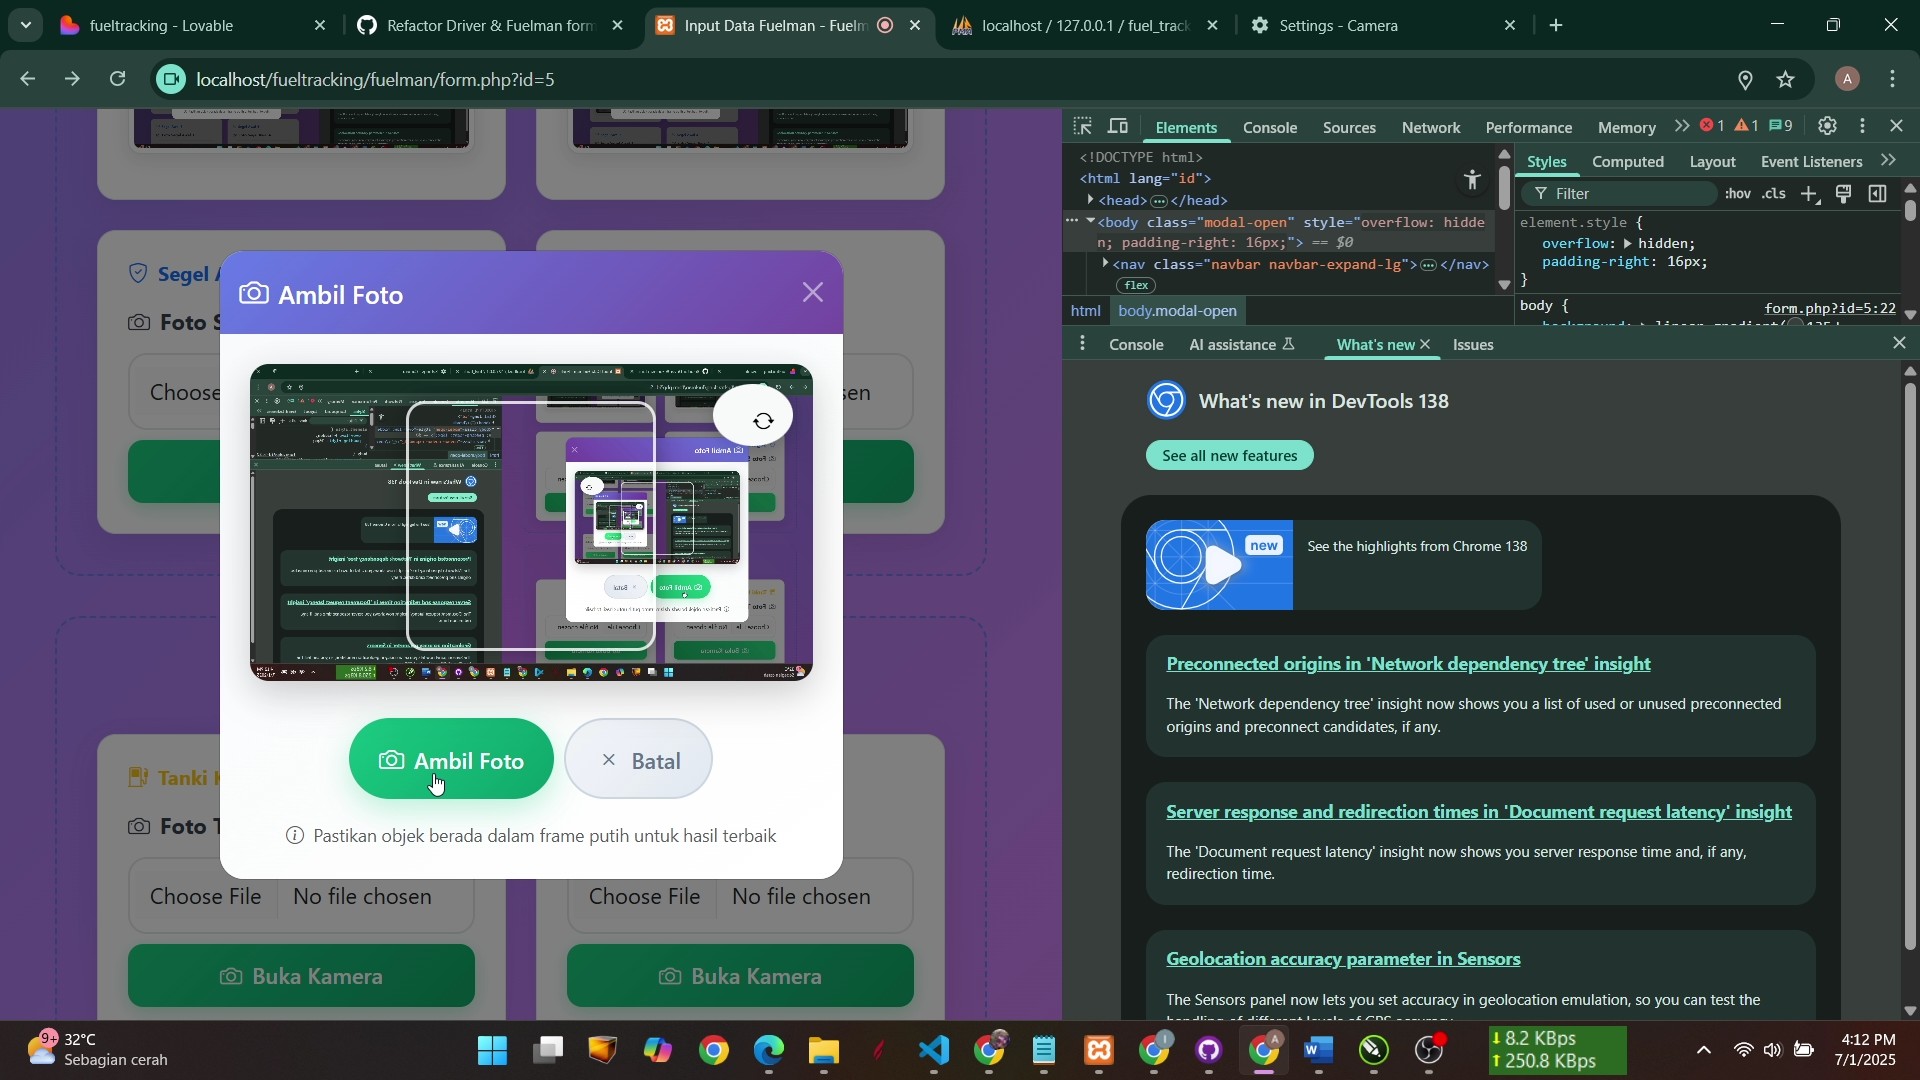 fueltracking - Lovable
Refactor Driver & Fuelman form
Input Data Fuelman - Fuelm
localhost / 127.0.0.1 / fuel_track
Settings - Camera
localhost/fueltracking/fuelman/form.php?id=5
A
Elements
Console
Sources
Network
Performance
Memory
1
1
9
<!DOCTYPE html>
<html lang="id">
<head>…</head>
<body class="modal-open" style="overflow: hidde
n; padding-right: 16px;"> == $0
<nav class="navbar navbar-expand-lg">…</nav>
flex
html
body.modal-open
Styles
Computed
Layout
Event Listeners
Filter
:hov
.cls
element.style {
overflow: hidden;
padding-right: 16px;
}
body {
form.php?id=5:22
Console
AI assistance
What's new
Issues
What's new in DevTools 138
See all new features
new
See the highlights from Chrome 138
Preconnected origins in 'Network dependency tree' insight
The 'Network dependency tree' insight now shows you a list of used or unused preconnected
origins and preconnect candidates, if any.
Server response and redirection times in 'Document request latency' insight
The 'Document request latency' insight now shows you server response time and, if any,
redirection time.
Geolocation accuracy parameter in Sensors
The Sensors panel now lets you set accuracy in geolocation emulation, so you can test the
handling of different levels of GPS accuracy.
Segel
Foto
Choose
en
Ambil Foto
Ambil Foto
Batal
Pastikan objek berada dalam frame putih untuk hasil terbaik
Tanki
Foto
Choose File
No file chosen
Choose File
No file chosen
Buka Kamera
Buka Kamera
9+
32°C
Sebagian cerah
8.2 KBps
250.8 KBps
4:12 PM
7/1/2025